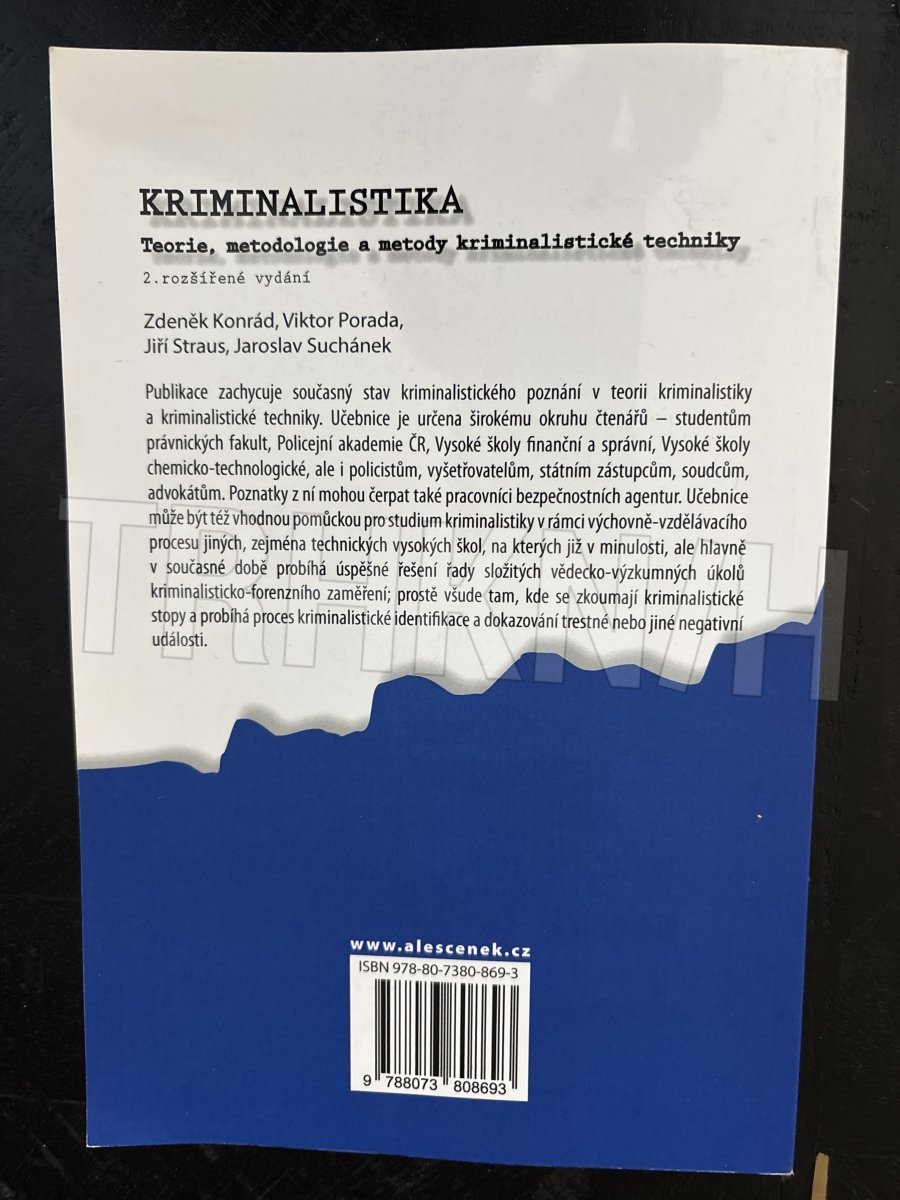 KRIMINALISTIKA
Teorie, metodologie a metody kriminalistické techniky
2.rozšířené vydání
Zdeněk Konrád, Viktor Porada,
Jiří Straus, Jaroslav Suchánek
Publikace zachycuje současný stav kriminalistického poznání v teorii kriminalistiky
a kriminalistické techniky. Učebnice je určena širokému okruhu čtenářů – studentům
právnických fakult, Policejní akademie ČR, Vysoké školy finanční a správní, Vysoké školy
chemicko-technologické, ale i policistům, vyšetřovatelům, státním zástupcům, soudcům,
advokátům. Poznatky z ní mohou čerpat také pracovníci bezpečnostních agentur. Učebnice
může být též vhodnou pomůckou pro studium kriminalistiky v rámci výchovně-vzdělávacího
procesu jiných, zejména technických vysokých škol, na kterých již v minulosti, ale hlavně
v současné době probíhá úspěšné řešení řady složitých vědecko-výzkumných úkolů
kriminalisticko-forenzního zaměření; prostě všude tam, kde se zkoumají kriminalistické
stopy a probíhá proces kriminalistické identifikace a dokazování trestné nebo jiné negativní
události.
TRHKNIH
www.alescenek.cz
ISBN 978-80-7380-869-3
9 788073 808693